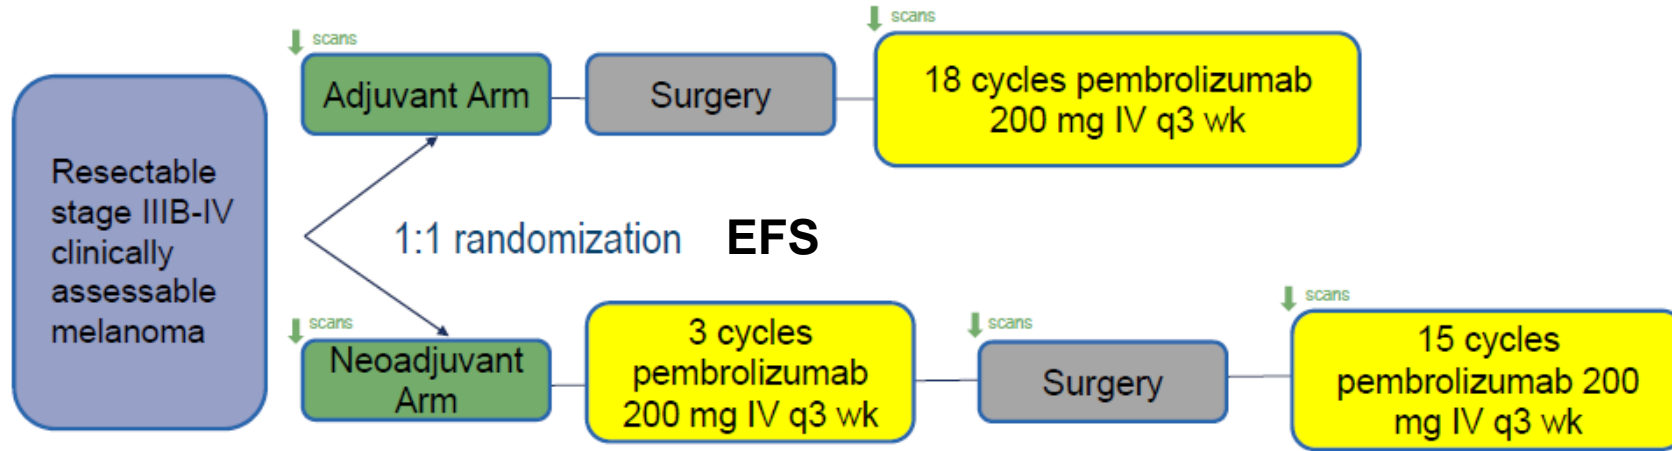 scans
scans
Adjuvant Arm
Surgery
18 cycles pembrolizumab
200 mg IV q3 wk
Resectable
stage IIIB-IV
clinically
assessable
melanoma
1:1 randomization
EFS
scans
scans
scans
Neoadjuvant
Arm
3 cycles
pembrolizumab
200 mg IV q3 wk
Surgery
15 cycles
pembrolizumab 200
mg IV q3 wk